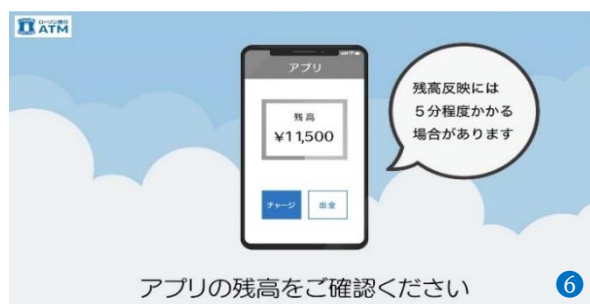 ローソン銀行
ATM
アプリ
残高
¥11,500
チャージ
出金
残高反映には
5分程度かかる
場合があります
アプリの残高をご確認ください
6